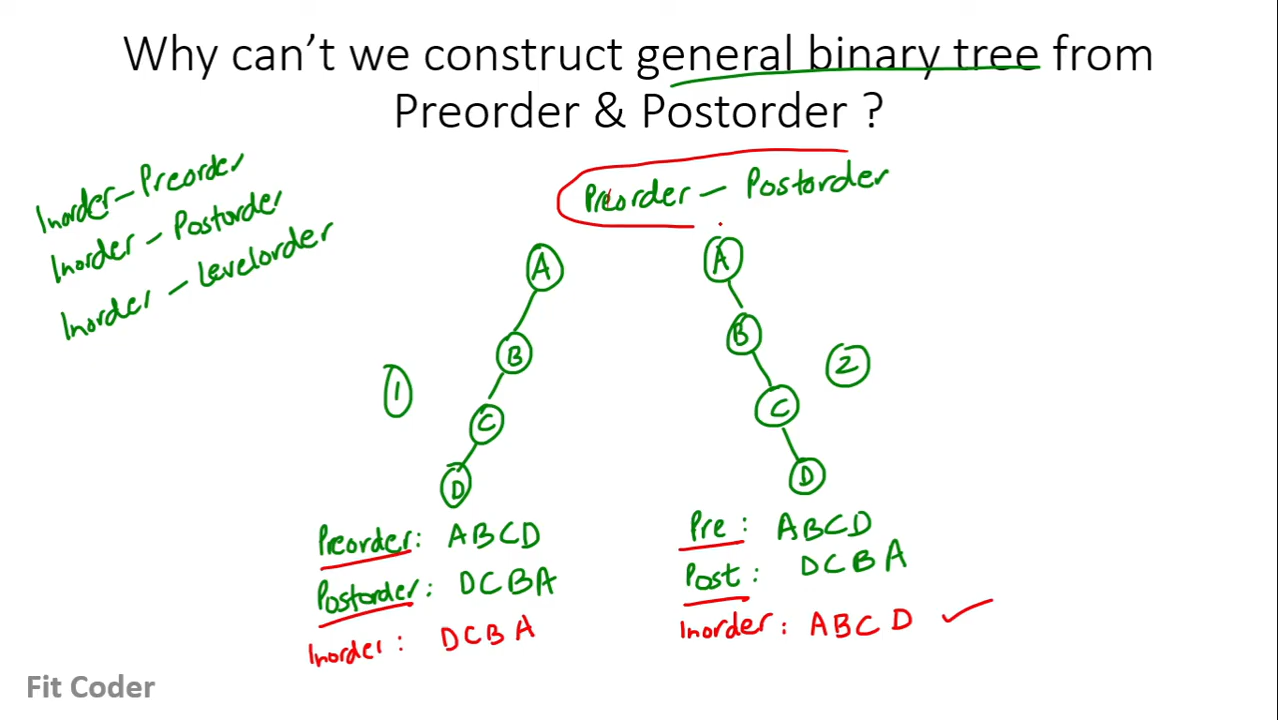 Why can't we construct general binary tree from
Preorder & Postorder ?
Inorder - Preorder
Inorder - Postorder
Inorder - Levelorder
Preorder - Postorder
A
B
C
D
1
A
B
C
D
2
Preorder: ABCD
Postorder: DCBA
Inorder: DCBA
Pre: ABCD
Post: DCBA
Inorder: ABCD
Fit Coder